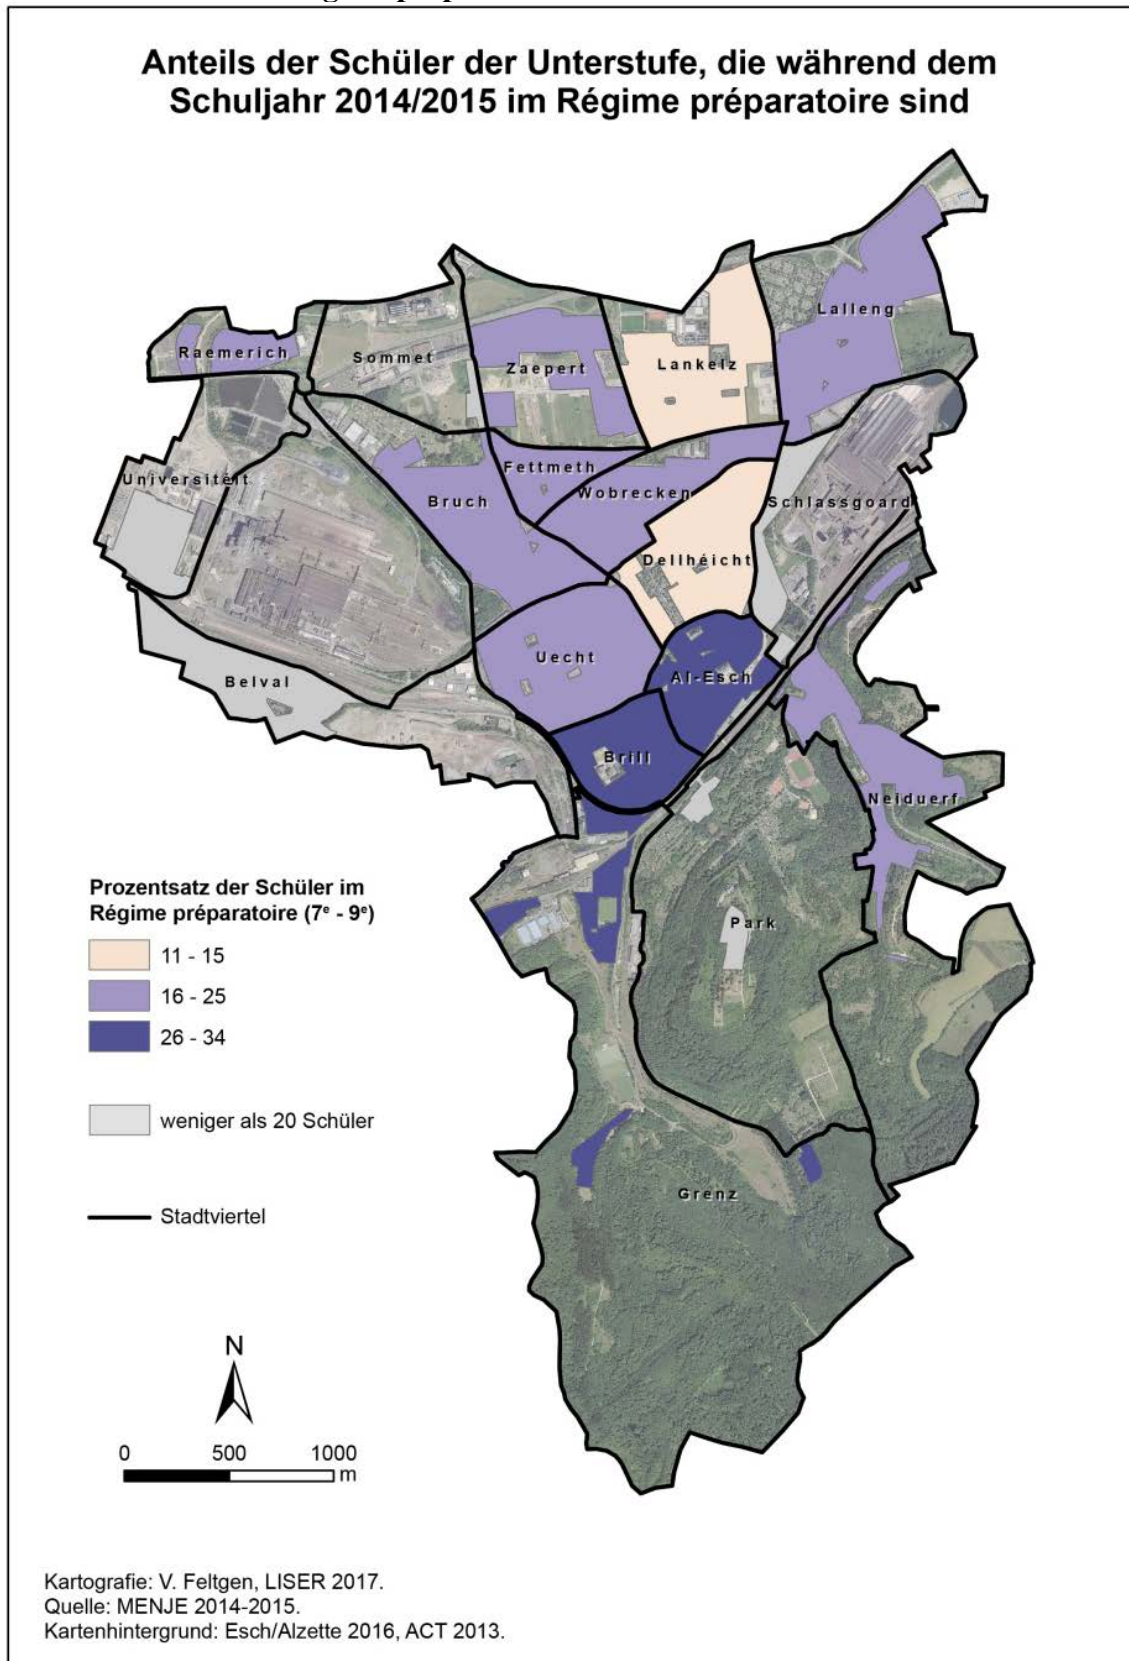 Anteils der Schüler der Unterstufe, die während dem
Schuljahr 2014/2015 im Régime préparatoire sind
Lalleng
Raemerich
Sommet
Zaepert
Lankelz
Universitéit
Fettmeth
Bruch
Wobrecken
Schlassgoard
Dellhéicht
Uecht
Al-Esch
Belval
Brill
Neiduerf
Park
Grenz
Prozentsatz der Schüler im
Régime préparatoire (7e - 9e)
11 - 15
16 - 25
26 - 34
weniger als 20 Schüler
Stadtviertel
N
0 500 1000
m
Kartografie: V. Feltgen, LISER 2017.
Quelle: MENJE 2014-2015.
Kartenhintergrund: Esch/Alzette 2016, ACT 2013.